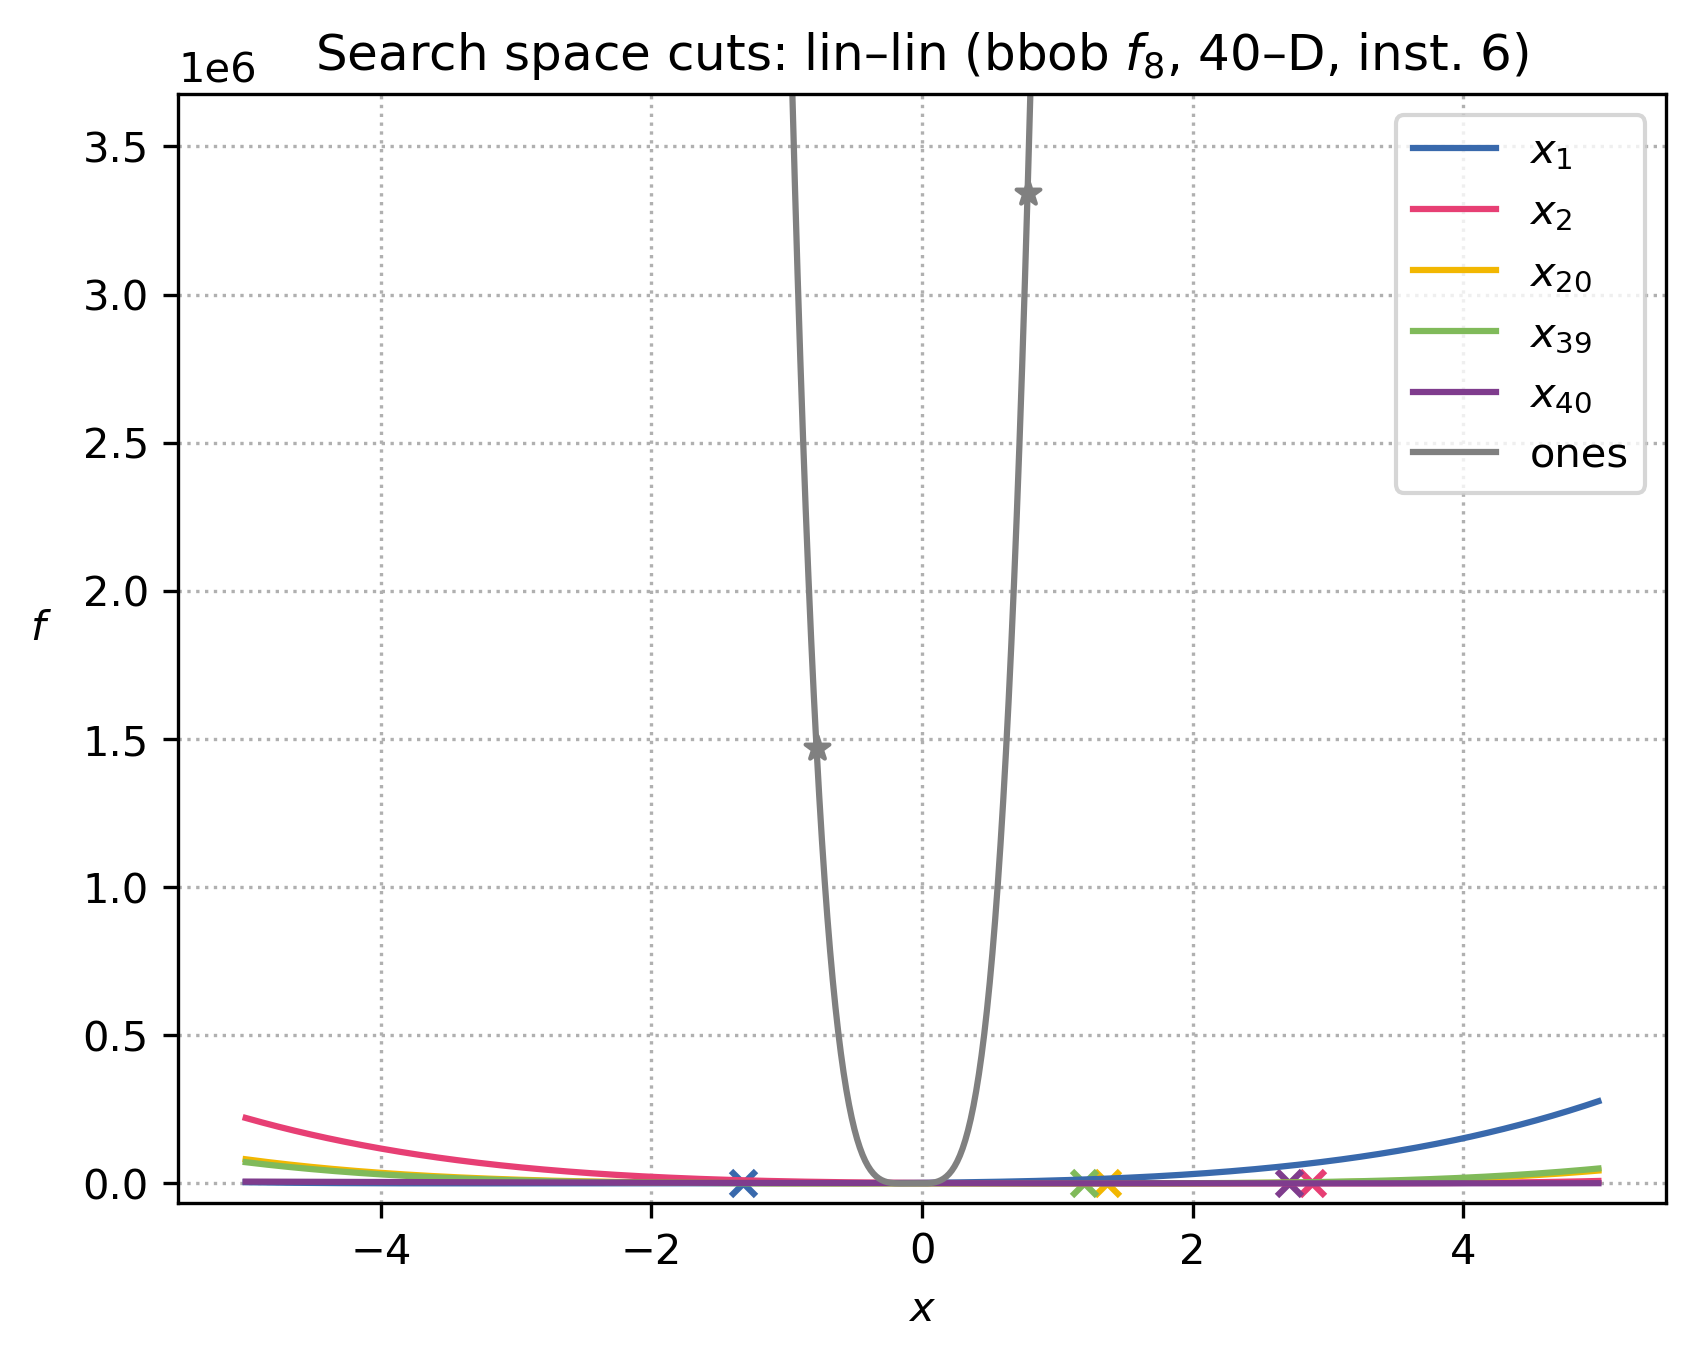 1e6
Search space cuts: lin–lin (bbob f₈, 40–D, inst. 6)
3.5
3.0
2.5
2.0
1.5
1.0
0.5
0.0
f
x₁
x₂
x₂₀
x₃₉
x₄₀
ones
−4 −2 0 2 4
x